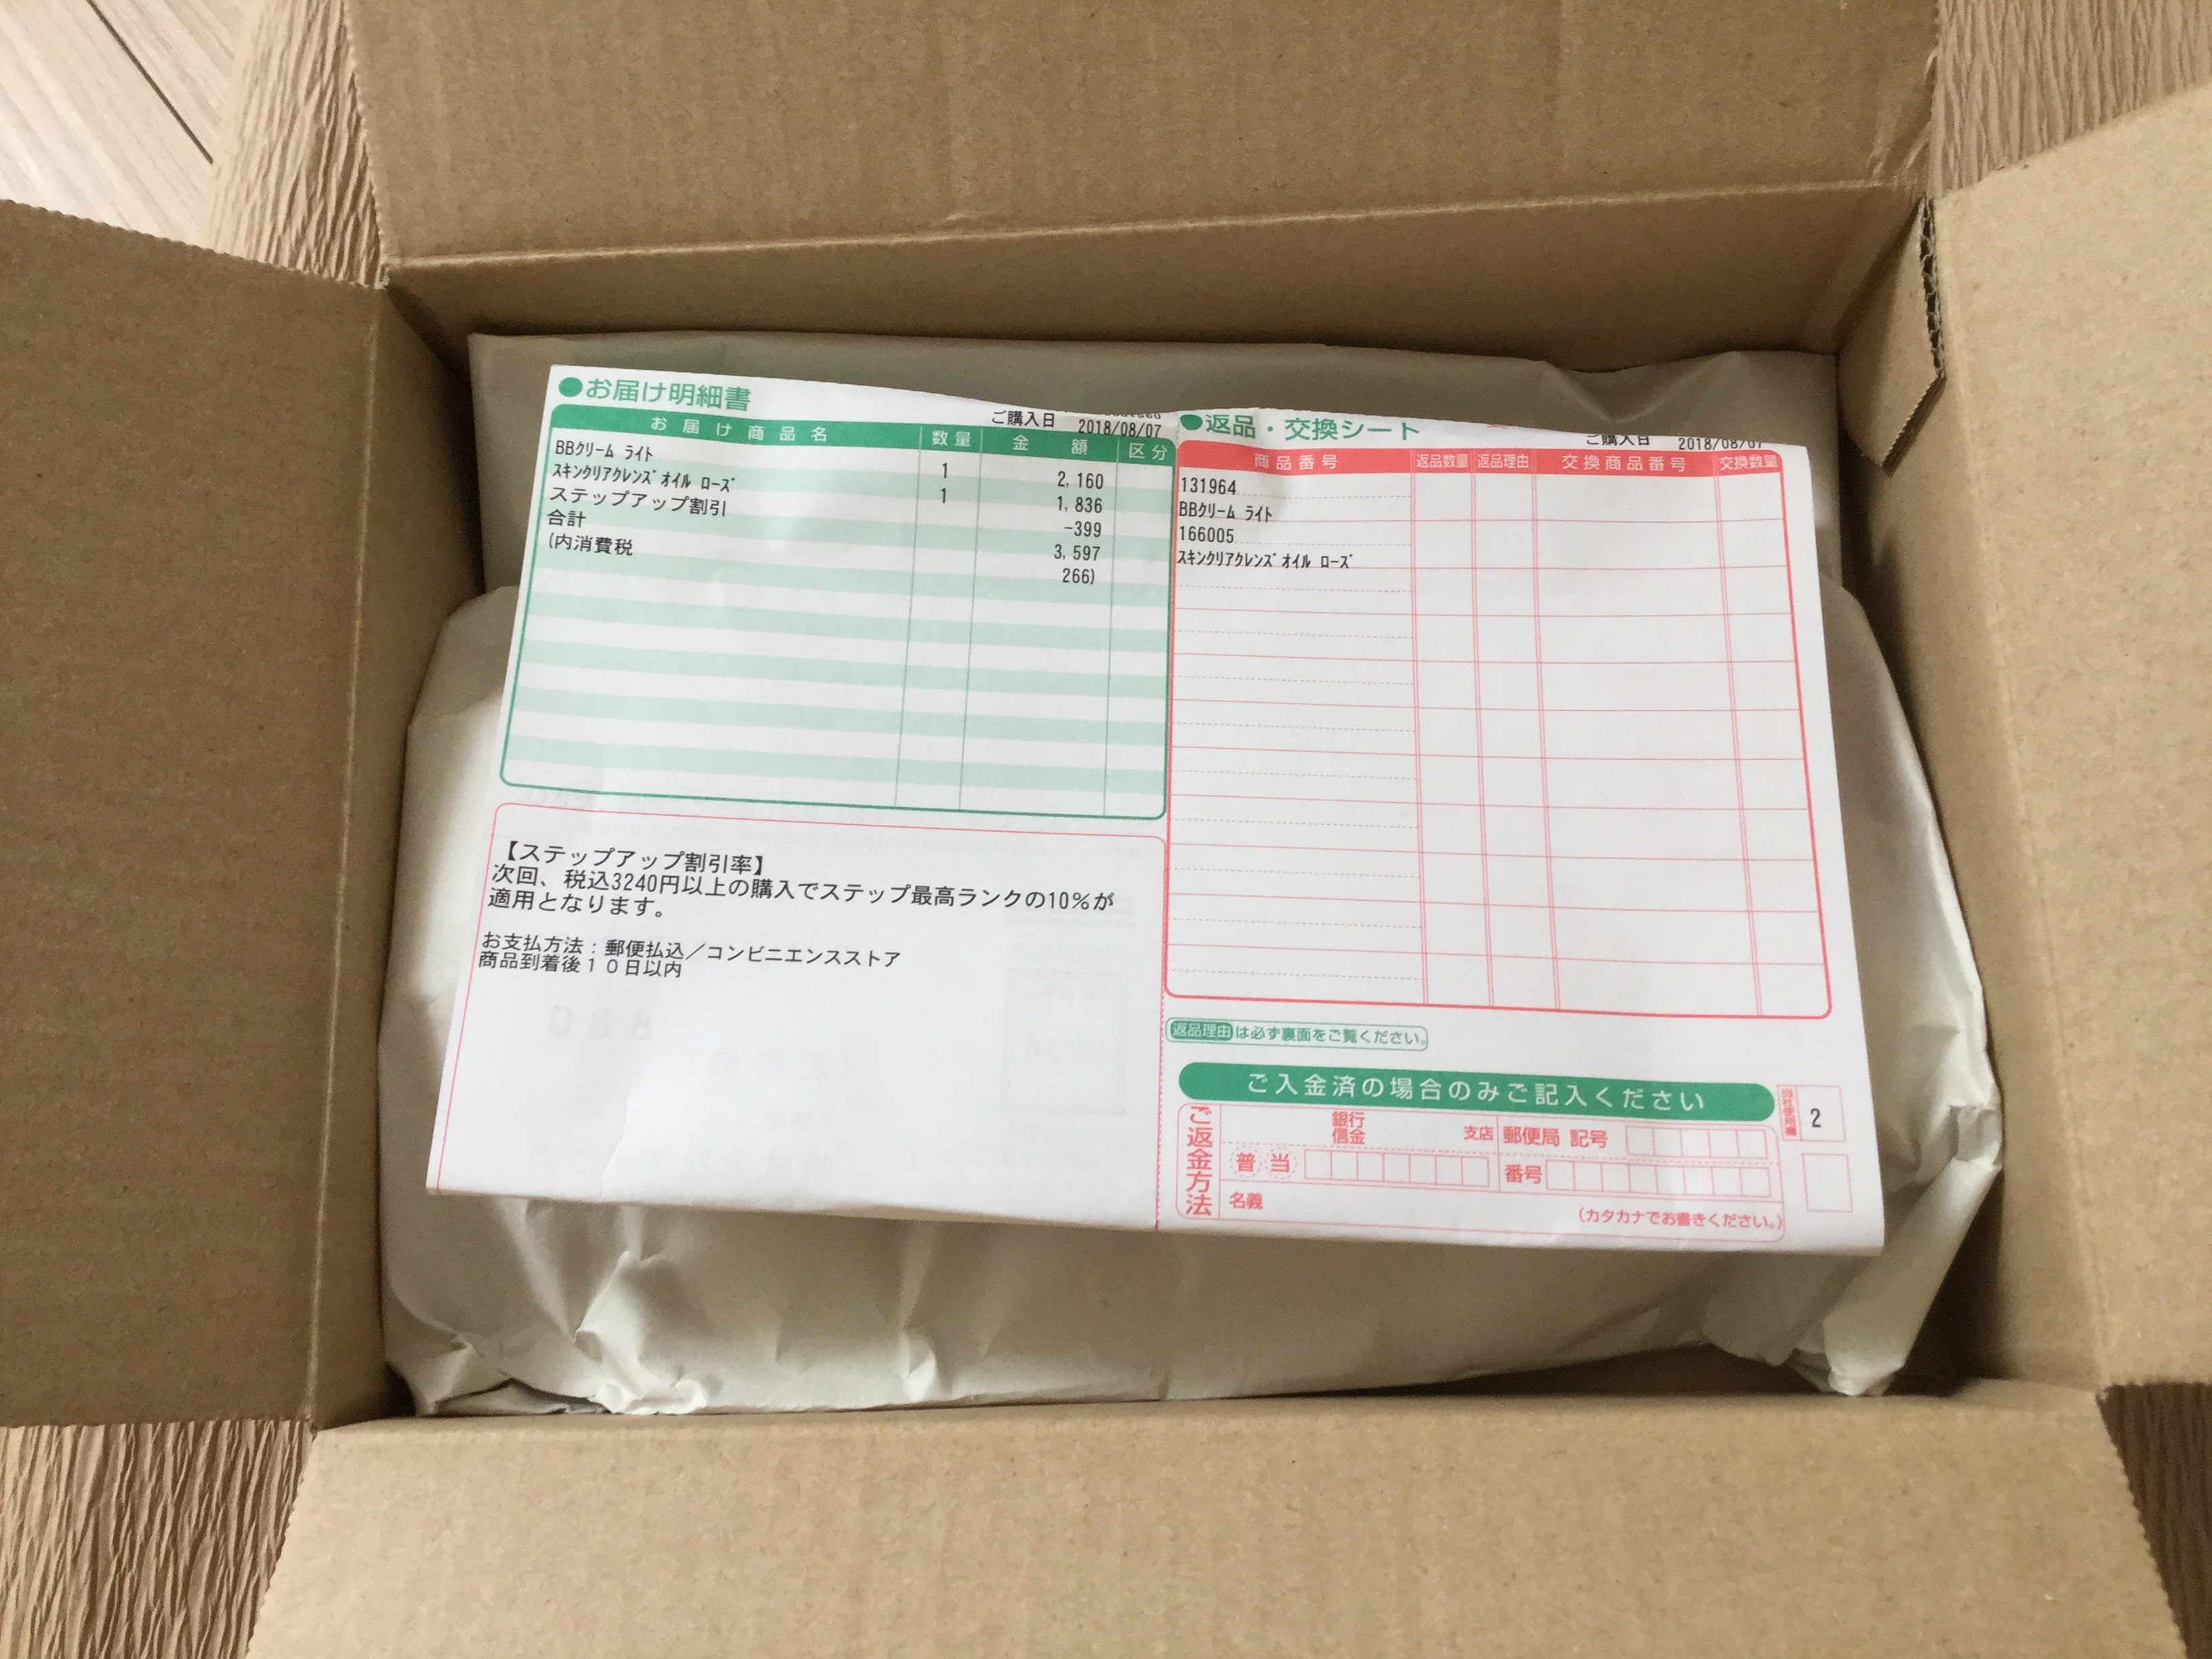 ●お届け明細書
ご購入日 2018/08/07
お届け商品名 数量 金額 区分
BBクリーム ライト 1 2,160
スキンクリアクレンズ オイル ローズ 1 1,836
ステップアップ割引 -399
合計 3,597
(内消費税 266)
【ステップアップ割引率】
次回、税込3240円以上の購入でステップ最高ランクの10%が
適用となります。
お支払方法：郵便払込／コンビニエンスストア
商品到着後１０日以内
●返品・交換シート
ご購入日 2018/08/07
商品番号 返品数量 返品理由 交換商品番号 交換数量
131964
BBクリーム ライト
166005
スキンクリアクレンズ オイル ローズ
返品理由は必ず裏面をご覧ください。
ご入金済の場合のみご記入ください
当社使用欄 2
ご返金方法
銀行 信金 支店 郵便局 記号
普 当 番号
名義
(カタカナでお書きください。)